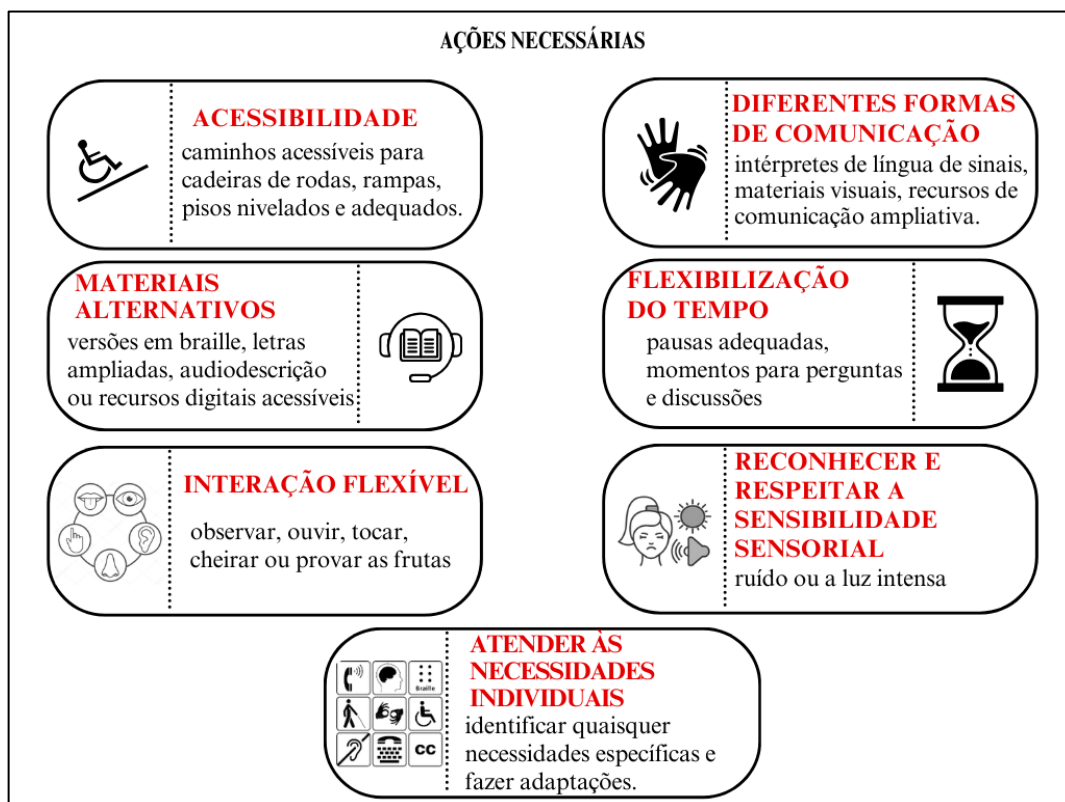 AÇÕES NECESSÁRIAS
ACESSIBILIDADE
caminhos acessíveis para
cadeiras de rodas, rampas,
pisos nivelados e adequados.
DIFERENTES FORMAS
DE COMUNICAÇÃO
intérpretes de língua de sinais,
materiais visuais, recursos de
comunicação ampliativa.
MATERIAIS
ALTERNATIVOS
versões em braille, letras
ampliadas, audiodescrição
ou recursos digitais acessíveis
FLEXIBILIZAÇÃO
DO TEMPO
pausas adequadas,
momentos para perguntas
e discussões
INTERAÇÃO FLEXÍVEL
observar, ouvir, tocar,
cheirar ou provar as frutas
RECONHECER E
RESPEITAR A
SENSIBILIDADE
SENSORIAL
ruído ou a luz intensa
Braille
CC
ATENDER ÀS
NECESSIDADES
INDIVIDUAIS
identificar quaisquer
necessidades específicas e
fazer adaptações.